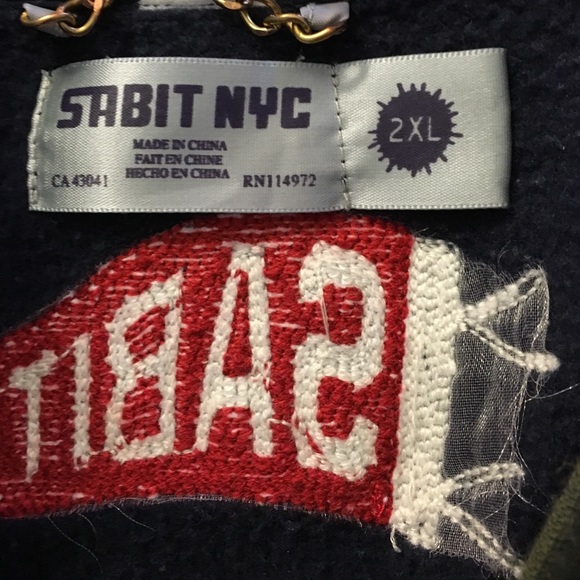 SABIT NYC
MADE IN CHINA
FAIT EN CHINE
HECHO EN CHINA
CA 43041
RN114972
2XL
SABIT